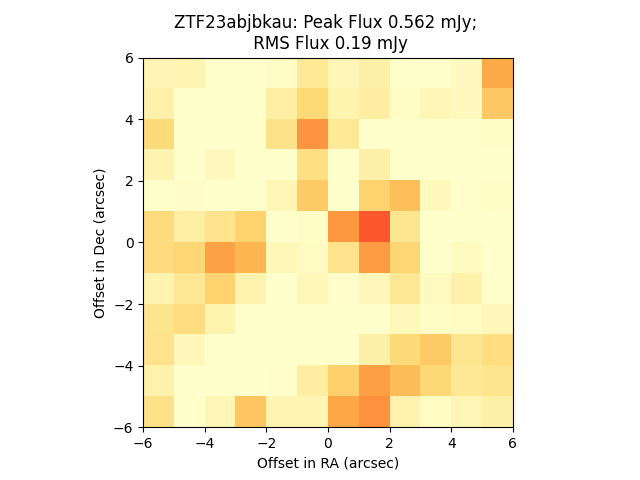 ZTF23abjbkau: Peak Flux 0.562 mJy;
RMS Flux 0.19 mJy
6
4
2
0
−2
−4
−6
Offset in Dec (arcsec)
−6 −4 −2 0 2 4 6
Offset in RA (arcsec)